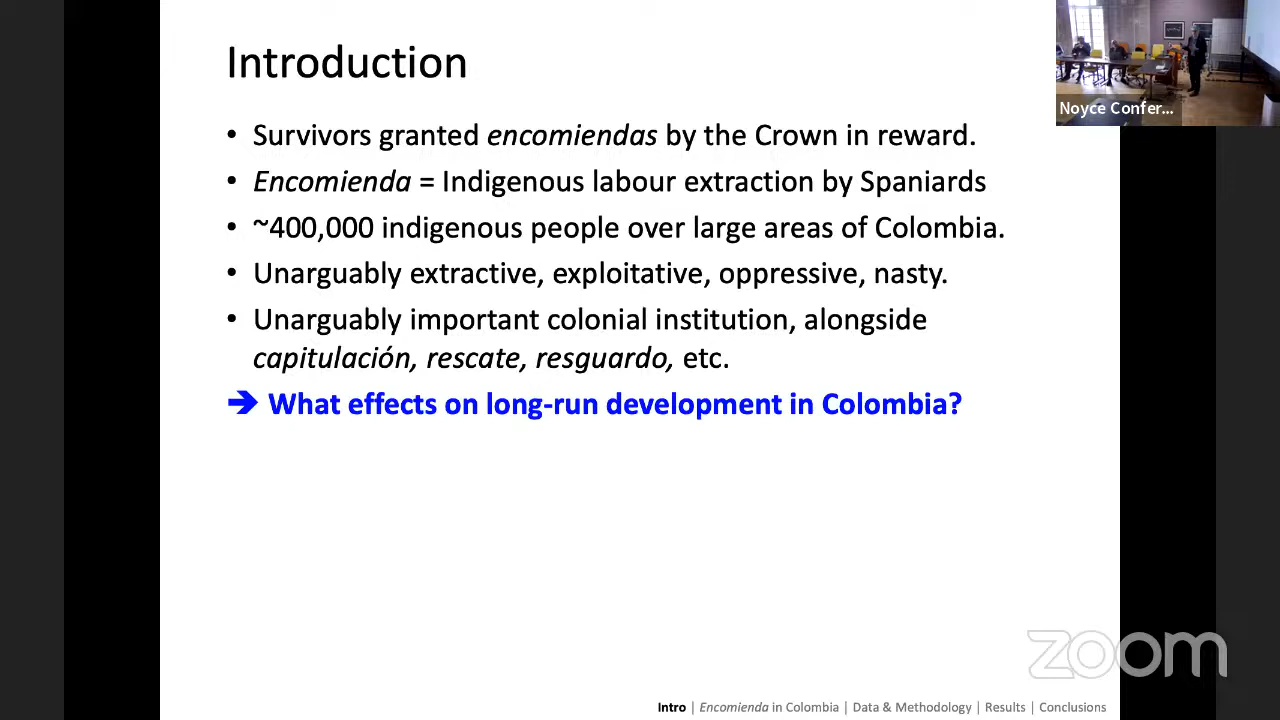 Introduction
Noyce Confer...
• Survivors granted encomiendas by the Crown in reward.
• Encomienda = Indigenous labour extraction by Spaniards
• ~400,000 indigenous people over large areas of Colombia.
• Unarguably extractive, exploitative, oppressive, nasty.
• Unarguably important colonial institution, alongside
capitulación, rescate, resguardo, etc.
➔ What effects on long-run development in Colombia?
zoom
Intro | Encomienda in Colombia | Data & Methodology | Results | Conclusions